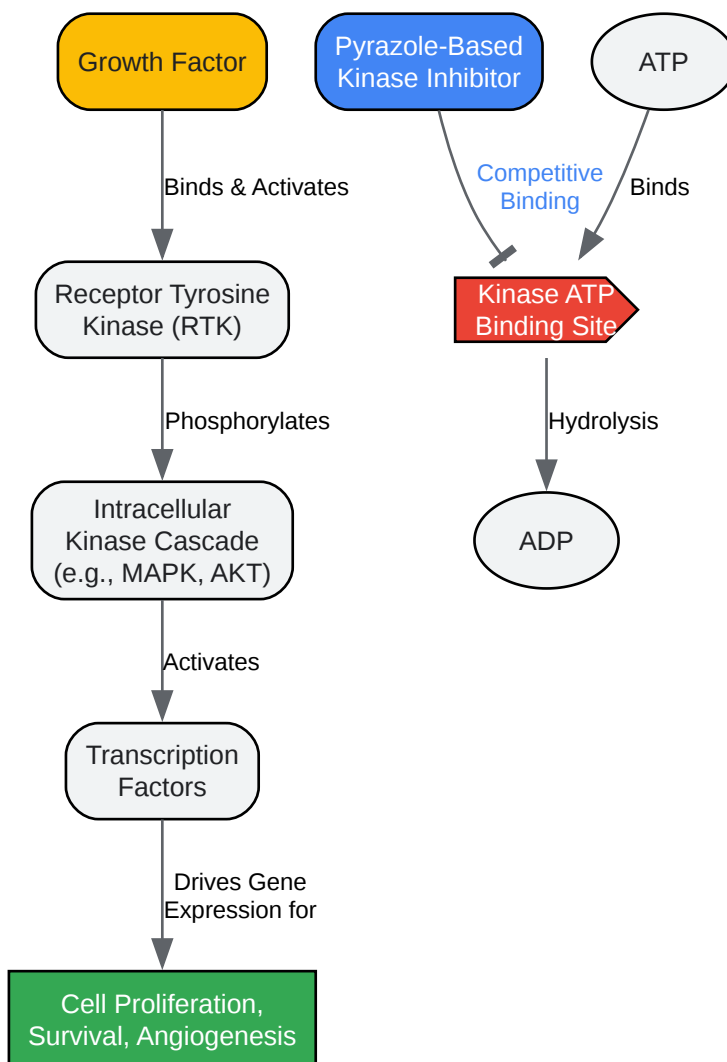 Growth Factor
Pyrazole-Based
Kinase Inhibitor
ATP
Binds & Activates
Competitive
Binding
Binds
Receptor Tyrosine
Kinase (RTK)
Kinase ATP
Binding Site
Phosphorylates
Hydrolysis
Intracellular
Kinase Cascade
(e.g., MAPK, AKT)
ADP
Activates
Transcription
Factors
Drives Gene
Expression for
Cell Proliferation,
Survival, Angiogenesis